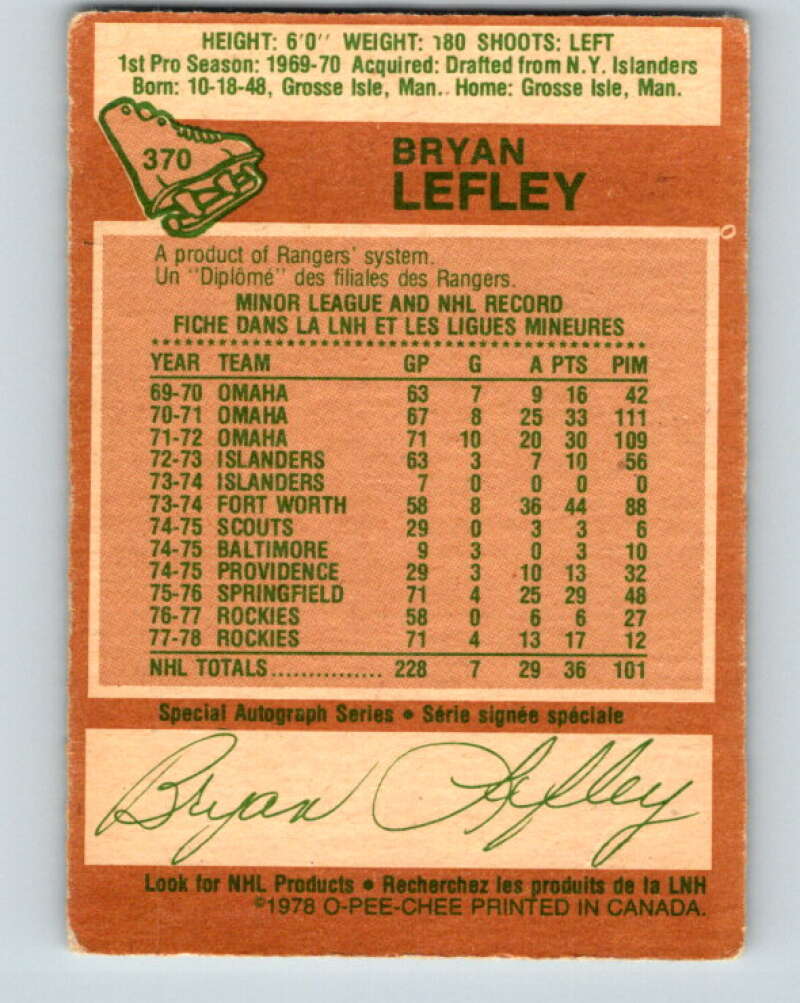 HEIGHT: 6'0" WEIGHT: 180 SHOOTS: LEFT
1st Pro Season: 1969-70 Acquired: Drafted from N.Y. Islanders
Born: 10-18-48, Grosse Isle, Man.. Home: Grosse Isle, Man.
370
BRYAN
LEFLEY
A product of Rangers' system.
Un "Diplômé" des filiales des Rangers.
MINOR LEAGUE AND NHL RECORD
FICHE DANS LA LNH ET LES LIGUES MINEURES
YEAR TEAM GP G A PTS PIM
69-70 OMAHA 63 7 9 16 42
70-71 OMAHA 67 8 25 33 111
71-72 OMAHA 71 10 20 30 109
72-73 ISLANDERS 63 3 7 10 56
73-74 ISLANDERS 7 0 0 0 0
73-74 FORT WORTH 58 8 36 44 88
74-75 SCOUTS 29 0 3 3 6
74-75 BALTIMORE 9 3 0 3 10
74-75 PROVIDENCE 29 3 10 13 32
75-76 SPRINGFIELD 71 4 25 29 48
76-77 ROCKIES 58 0 6 6 27
77-78 ROCKIES 71 4 13 17 12
NHL TOTALS................ 228 7 29 36 101
Special Autograph Series • Série signée spéciale
Bryan Lefley
Look for NHL Products • Recherchez les produits de la LNH
©1978 O-PEE-CHEE PRINTED IN CANADA.